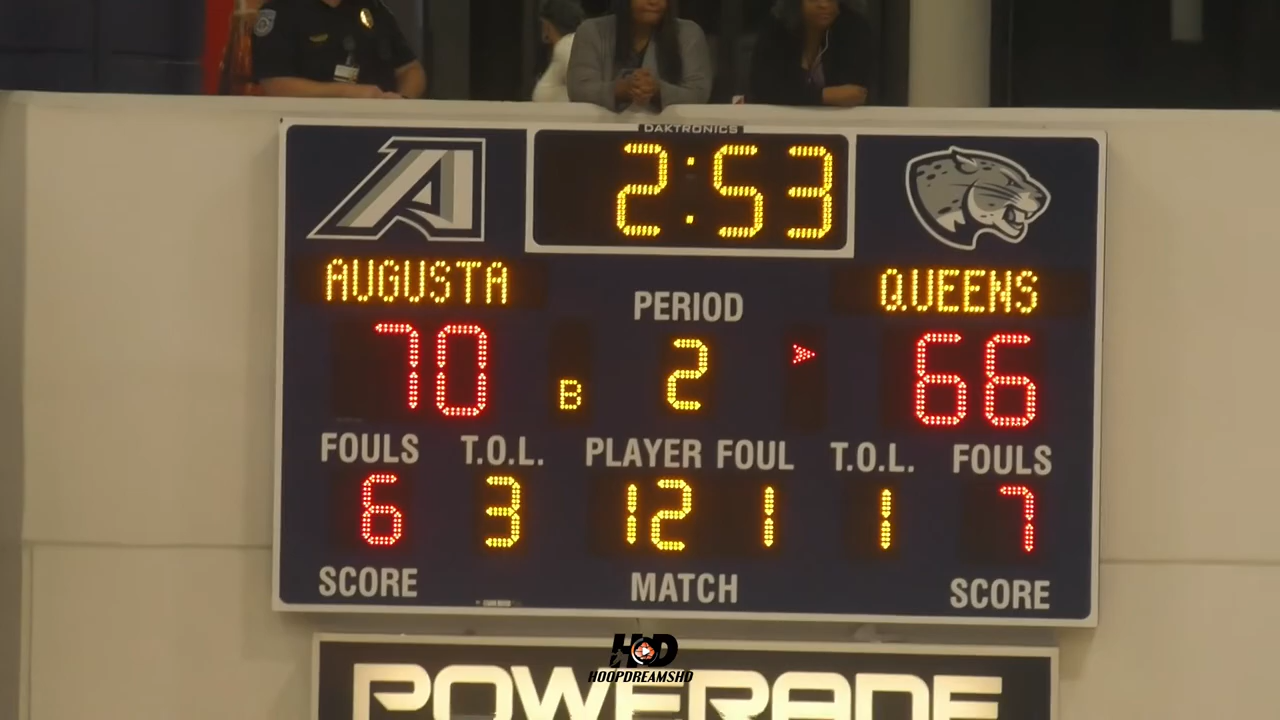 DAKTRONICS
A
2:53
AUGUSTA
QUEENS
PERIOD
70
B
2
66
FOULS
T.O.L.
PLAYER FOUL
T.O.L.
FOULS
6
3
12
1
1
7
SCORE
MATCH
SCORE
HD
HOOPDREAMSHD
POWERADE